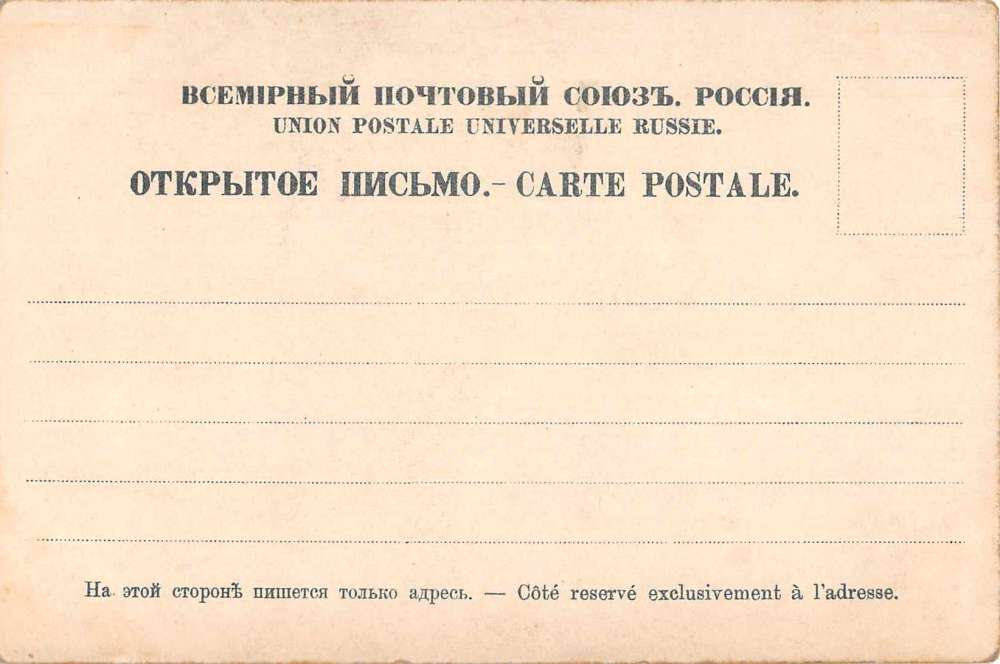 ВСЕМІРНЫЙ ПОЧТОВЫЙ СОЮЗЪ. РОССІЯ.
UNION POSTALE UNIVERSELLE RUSSIE.
ОТКРЫТОЕ ПИСЬМО.- CARTE POSTALE.
На этой сторонѣ пишется только адресъ. — Côté reservé exclusivement à l'adresse.